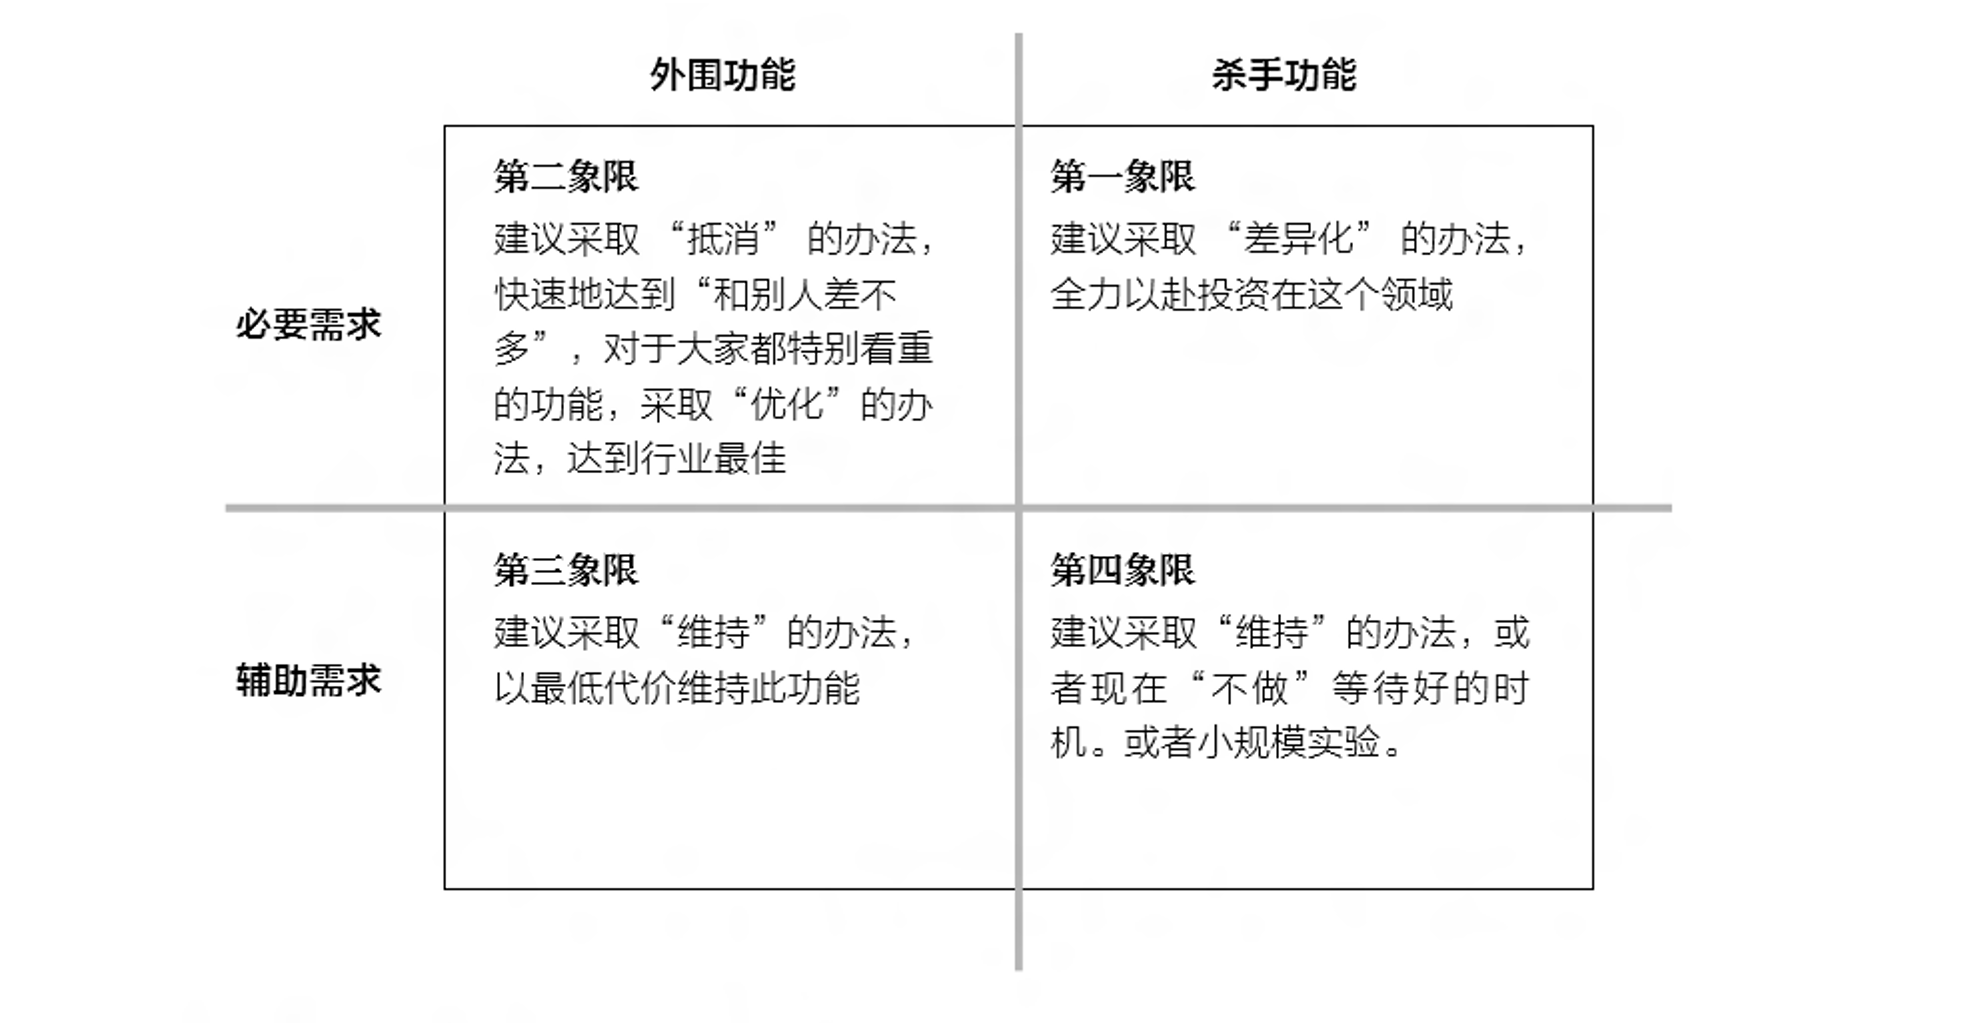 外围功能
杀手功能
第二象限
建议采取 “抵消” 的办法，
快速地达到“和别人差不
多”，对于大家都特别看重
的功能，采取“优化”的办
法，达到行业最佳
第一象限
建议采取 “差异化” 的办法，
全力以赴投资在这个领域
必要需求
第三象限
建议采取“维持”的办法，
以最低代价维持此功能
第四象限
建议采取“维持”的办法，或
者现在“不做”等待好的时
机。或者小规模实验。
辅助需求